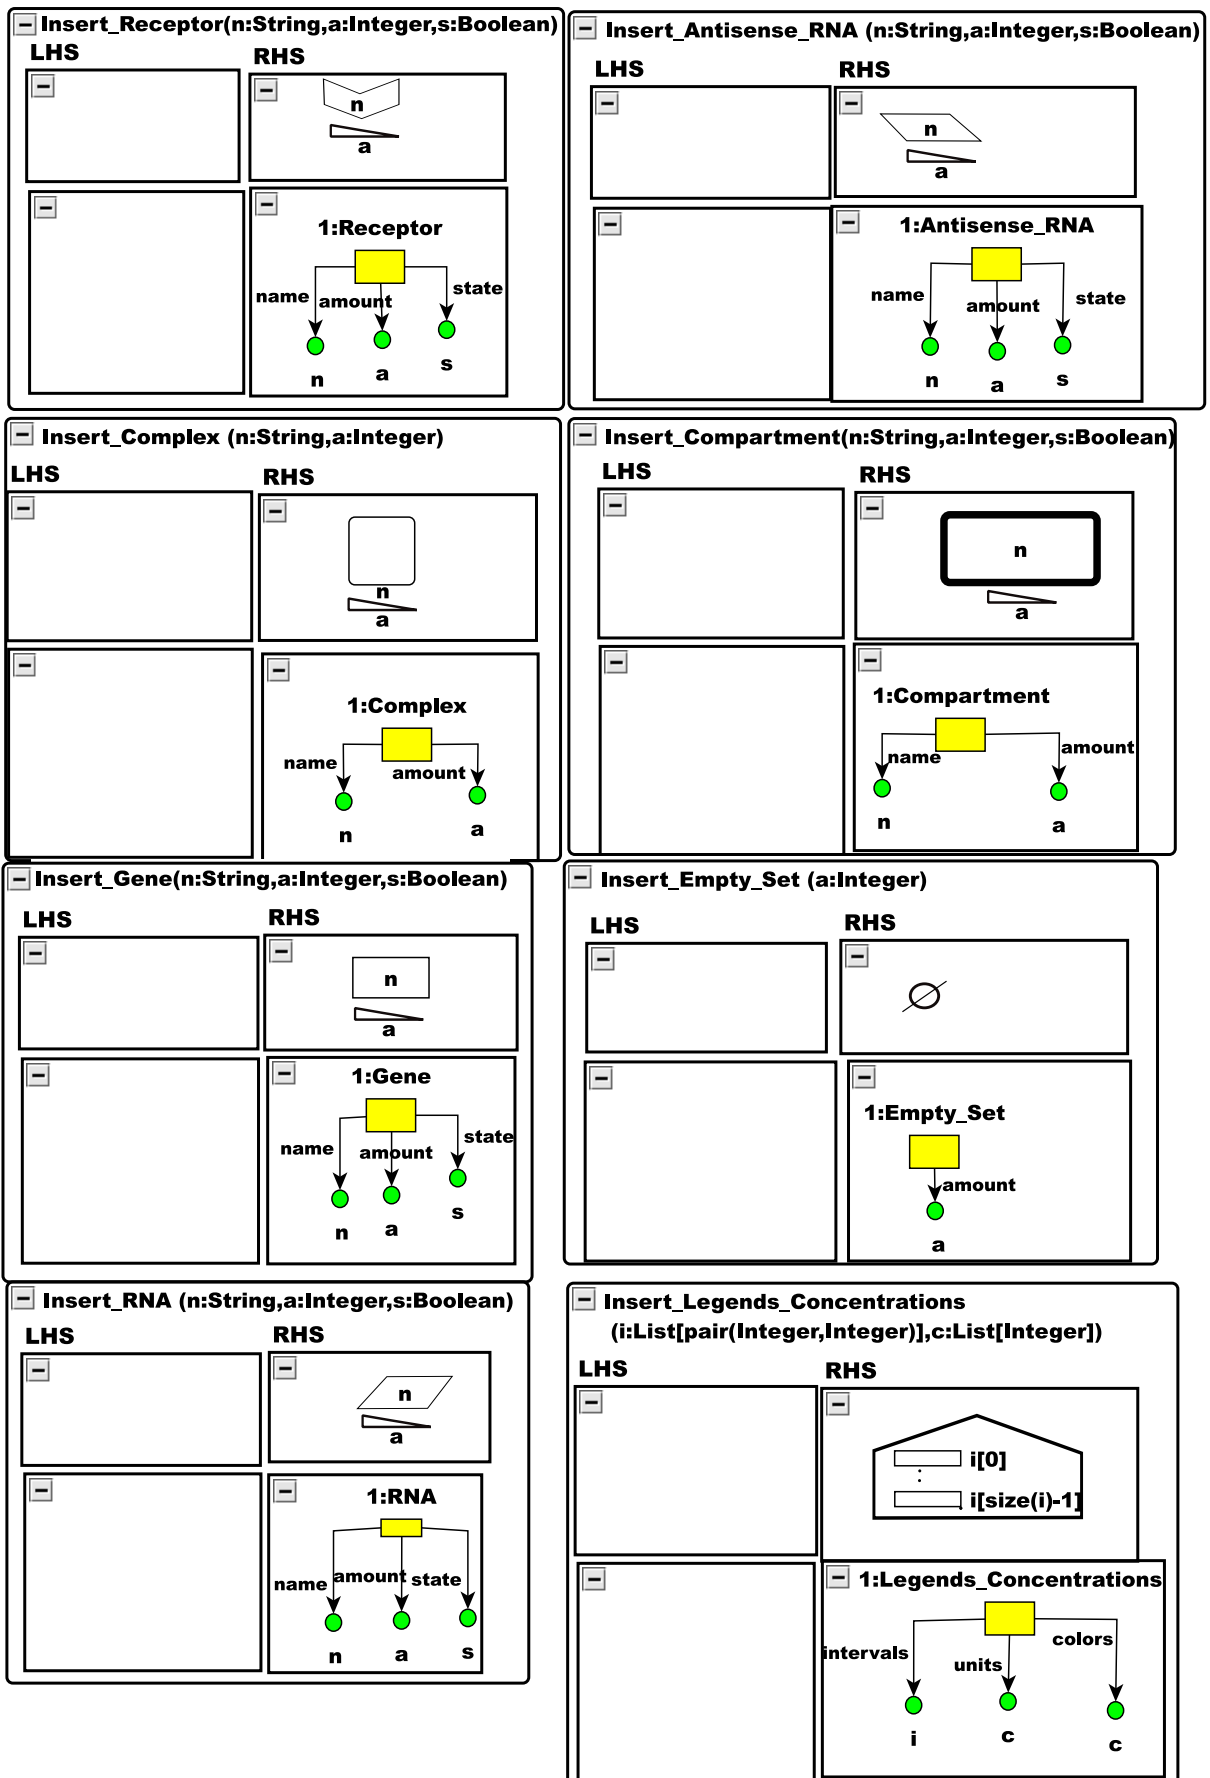 Insert_Receptor(n:String,a:Integer,s:Boolean)
LHS
RHS
n
a
1:Receptor
name
amount
state
n
a
s
Insert_Antisense_RNA (n:String,a:Integer,s:Boolean)
LHS
RHS
n
a
1:Antisense_RNA
name
amount
state
n
a
s
Insert_Complex (n:String,a:Integer)
LHS
RHS
n
a
1:Complex
name
amount
n
a
Insert_Compartment(n:String,a:Integer,s:Boolean)
LHS
RHS
n
a
1:Compartment
name
amount
n
a
Insert_Gene(n:String,a:Integer,s:Boolean)
LHS
RHS
n
a
1:Gene
name
amount
state
n
a
s
Insert_Empty_Set (a:Integer)
LHS
RHS
1:Empty_Set
amount
a
Insert_RNA (n:String,a:Integer,s:Boolean)
LHS
RHS
n
a
1:RNA
name
amount
state
n
a
s
Insert_Legends_Concentrations
(i:List[pair(Integer,Integer)],c:List[Integer])
LHS
RHS
i[0]
:
i[size(i)-1]
1:Legends_Concentrations
intervals
units
colors
i
c
c